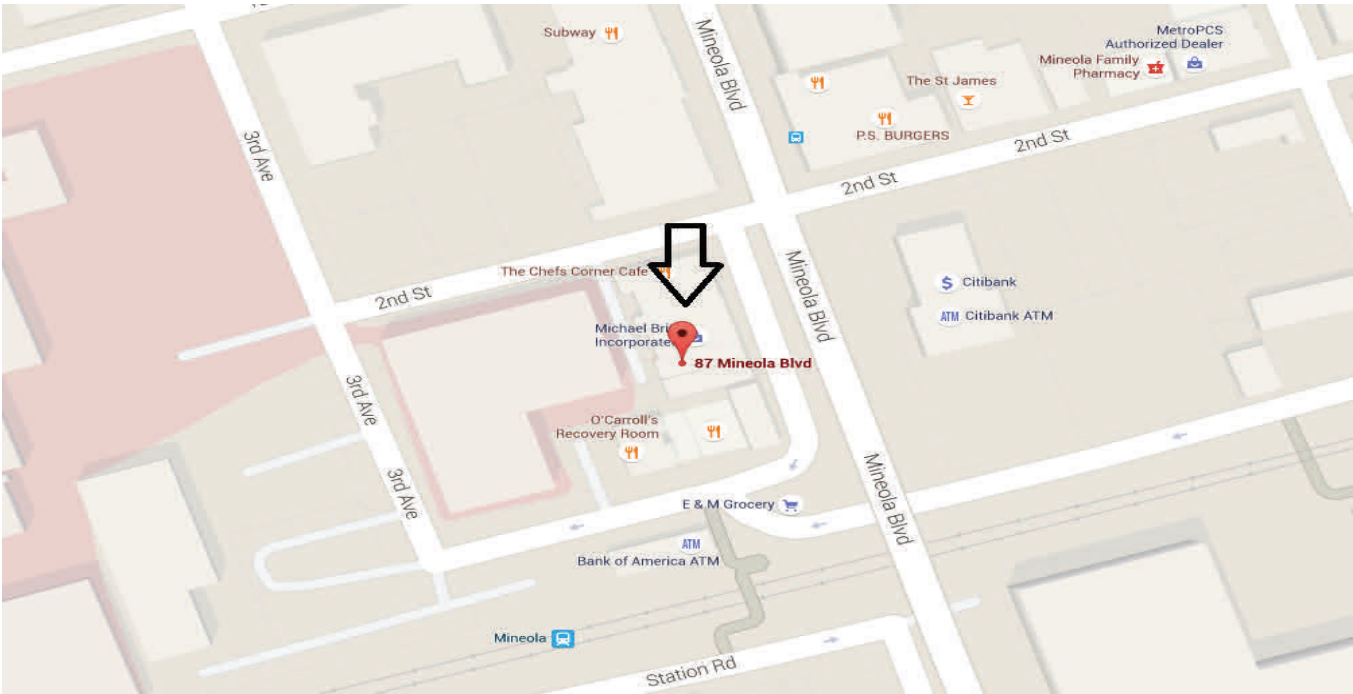 Subway
Mineola Blvd
MetroPCS
Authorized Dealer
Mineola Family
Pharmacy
The St James
P.S. BURGERS
3rd Ave
2nd St
2nd St
The Chefs Corner Cafe
2nd St
Mineola Blvd
$ Citibank
ATM Citibank ATM
Michael Bri
Incorporate
87 Mineola Blvd
3rd Ave
O'Carroll's
Recovery Room
3rd Ave
Mineola Blvd
E & M Grocery
ATM
Bank of America ATM
Mineola
Station Rd